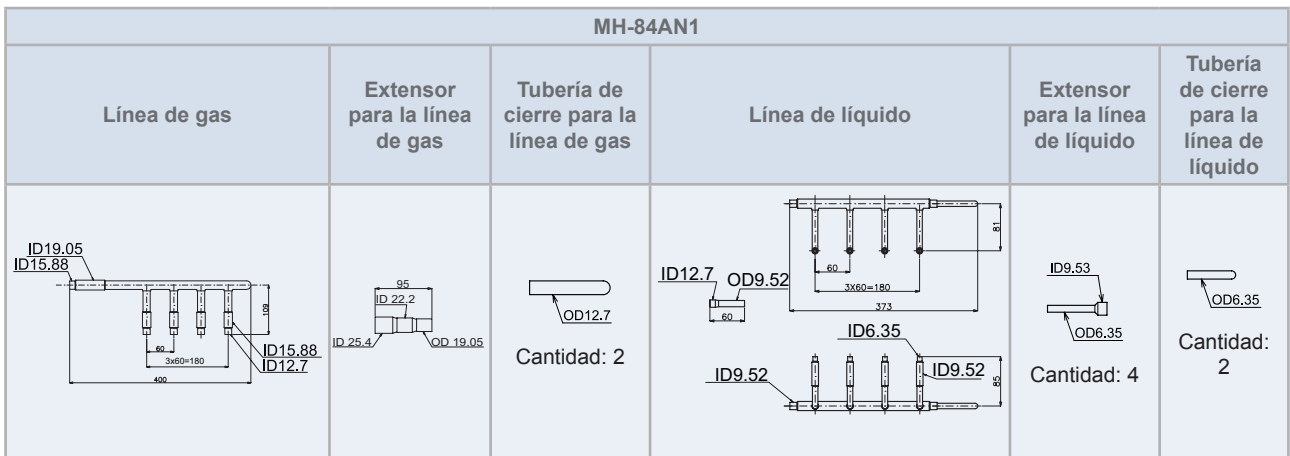 MH-84AN1
Línea de gas
Extensor
para la línea
de gas
Tubería de
cierre para la
línea de gas
Línea de líquido
Extensor
para la línea
de líquido
Tubería
de cierre
para la
línea de
líquido
ID19.05
ID15.88
109
60
3x60=180
400
ID15.88
ID12.7
95
ID 22.2
ID 25.4
OD 19.05
OD12.7
Cantidad: 2
81
60
3X60=180
373
ID12.7
OD9.52
60
ID6.35
ID9.52
ID9.52
85
ID9.53
OD6.35
Cantidad: 4
OD6.35
Cantidad:
2